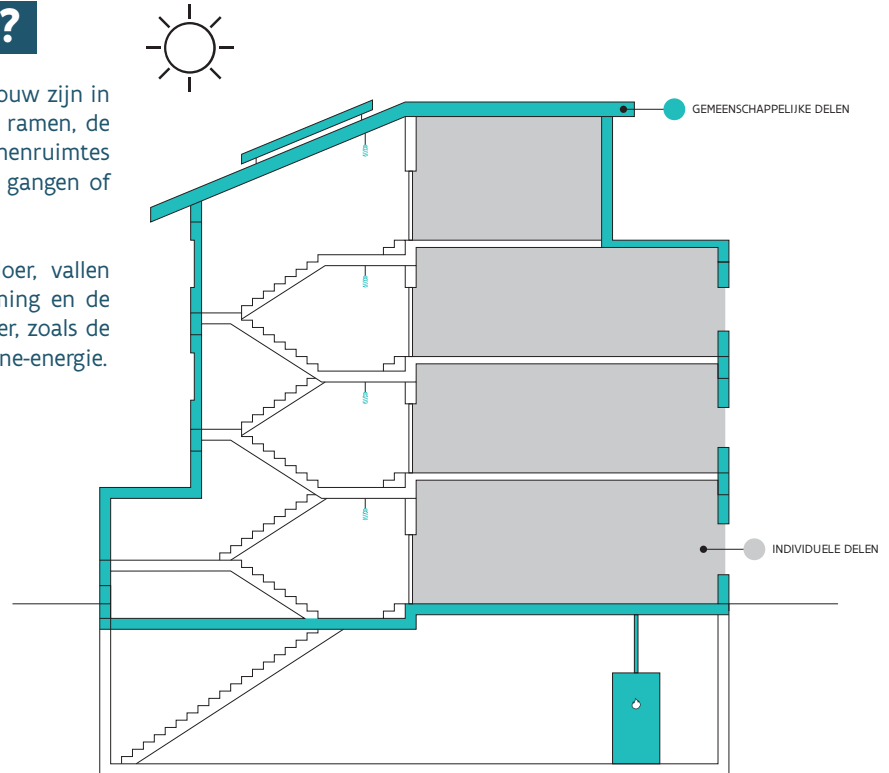 ?
ouw zijn in
ramen, de
nenruimtes
gangen of
oer, vallen
ning en de
er, zoals de
ne-energie.
GEMEENSCHAPPELIJKE DELEN
INDIVIDUELE DELEN